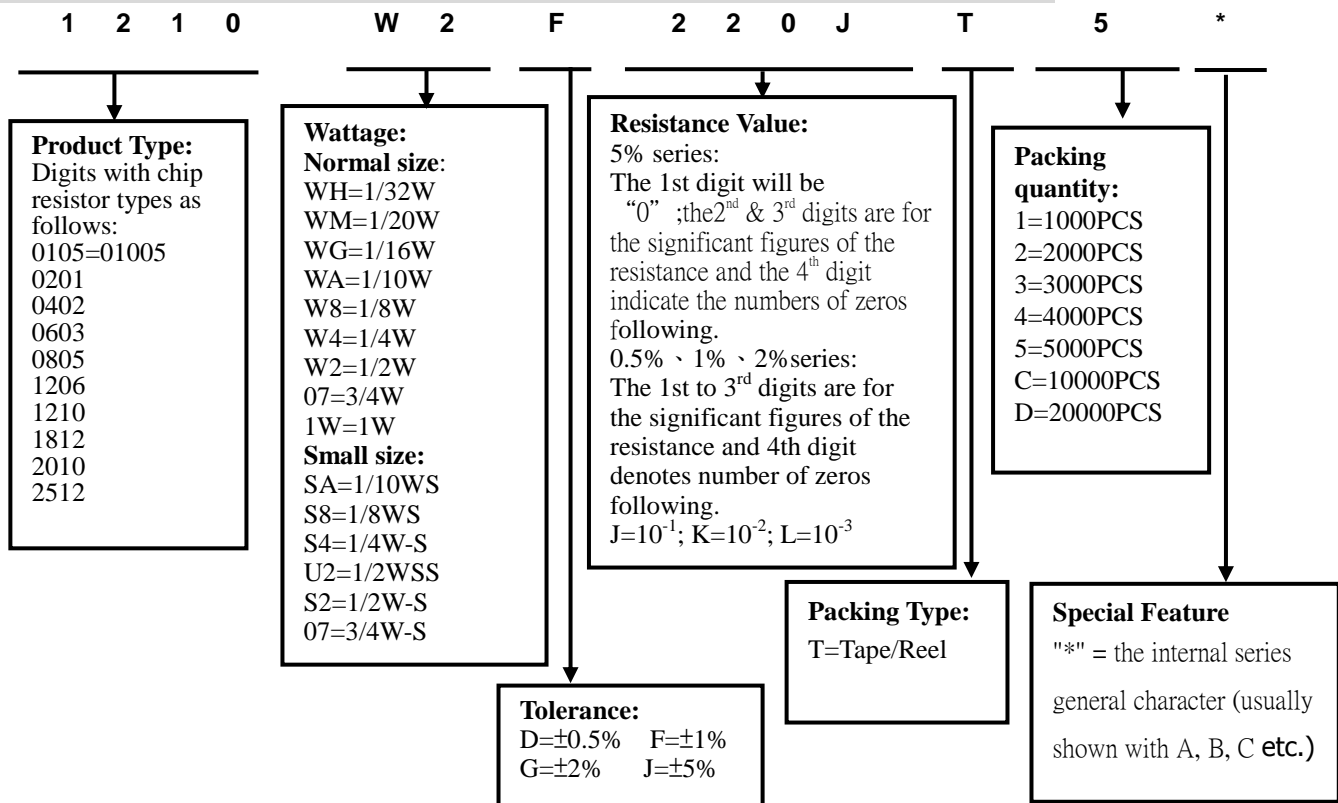 1 2 1 0 W 2 F 2 2 0 J T 5 *
Product Type:
Digits with chip
resistor types as
follows:
0105=01005
0201
0402
0603
0805
1206
1210
1812
2010
2512
Wattage:
Normal size:
WH=1/32W
WM=1/20W
WG=1/16W
WA=1/10W
W8=1/8W
W4=1/4W
W2=1/2W
07=3/4W
1W=1W
Small size:
SA=1/10WS
S8=1/8WS
S4=1/4W-S
U2=1/2WSS
S2=1/2W-S
07=3/4W-S
Tolerance:
D=±0.5% F=±1%
G=±2% J=±5%
Resistance Value:
5% series:
The 1st digit will be
“0” ;the2nd & 3rd digits are for
the significant figures of the
resistance and the 4th digit
indicate the numbers of zeros
following.
0.5%、1%、2%series:
The 1st to 3rd digits are for
the significant figures of the
resistance and 4th digit
denotes number of zeros
following.
J=10-1; K=10-2; L=10-3
Packing Type:
T=Tape/Reel
Packing
quantity:
1=1000PCS
2=2000PCS
3=3000PCS
4=4000PCS
5=5000PCS
C=10000PCS
D=20000PCS
Special Feature
"*" = the internal series
general character (usually
shown with A, B, C etc.)